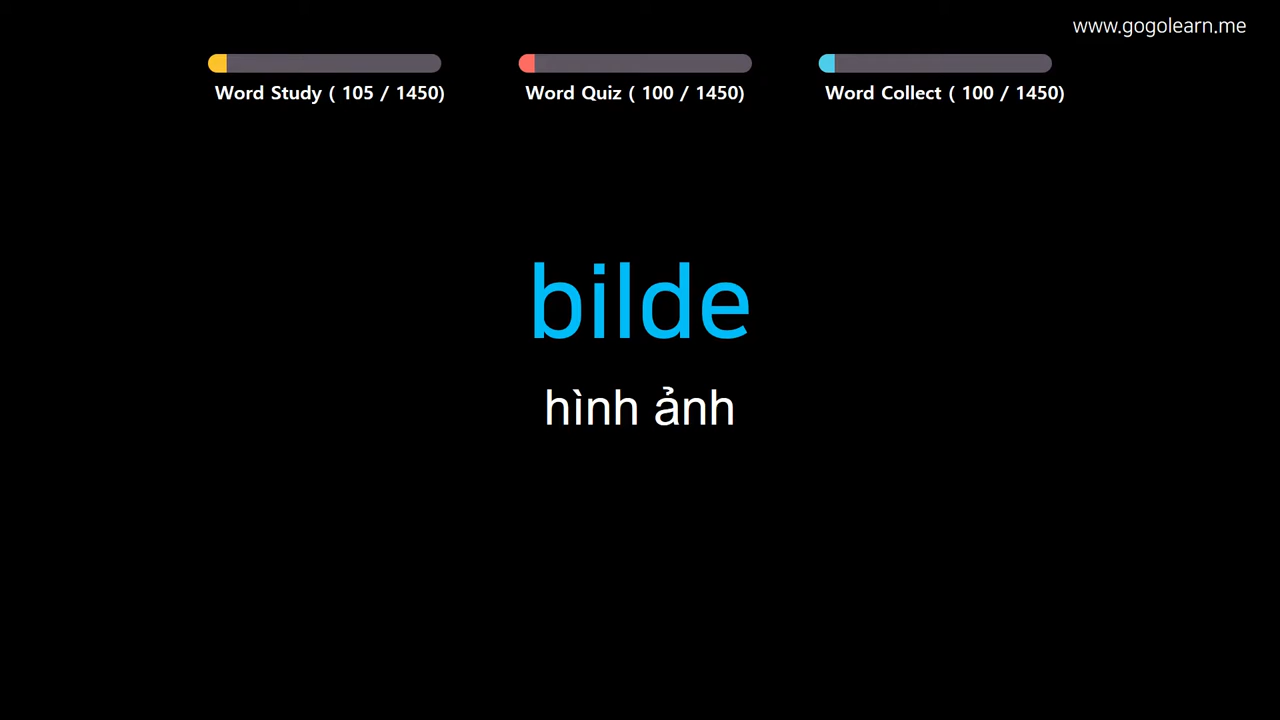 www.gogolearn.me
Word Study ( 105 / 1450)
Word Quiz ( 100 / 1450)
Word Collect ( 100 / 1450)
bilde
hình ảnh